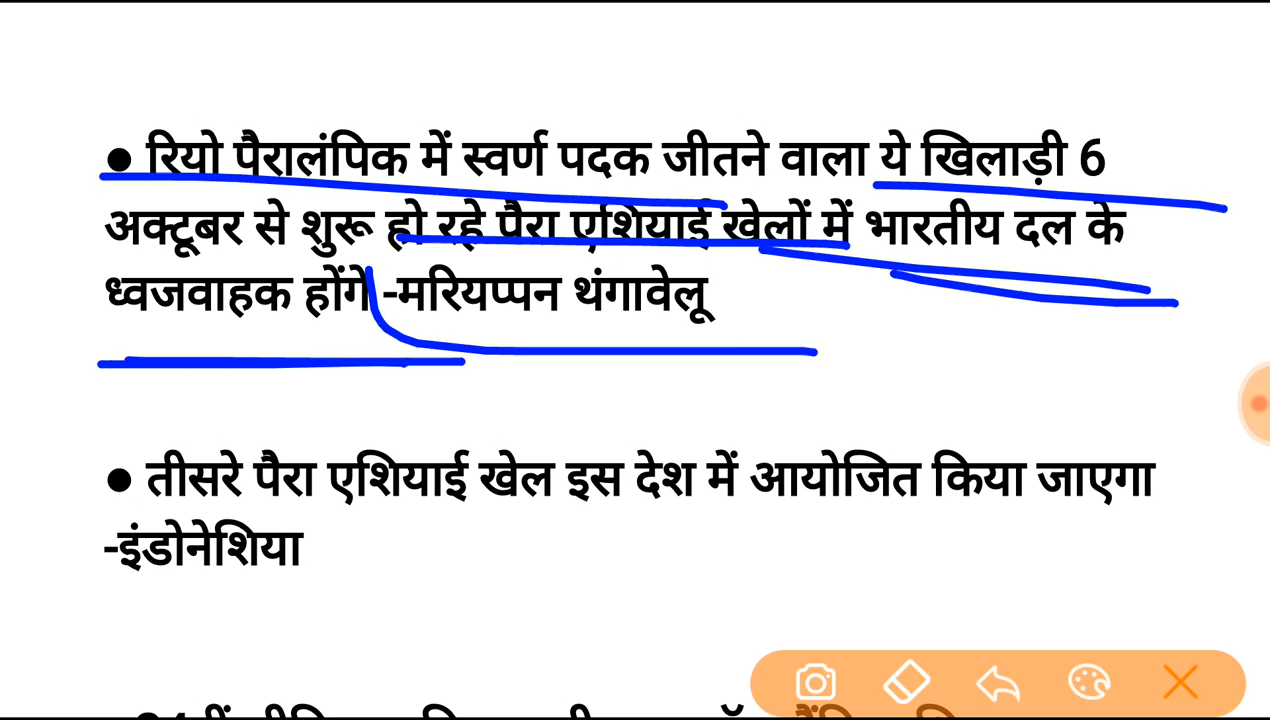 ● रियो पैरालंपिक में स्वर्ण पदक जीतने वाला ये खिलाड़ी 6
अक्टूबर से शुरू हो रहे पैरा एशियाई खेलों में भारतीय दल के
ध्वजवाहक होंगे -मरियप्पन थंगावेलू
● तीसरे पैरा एशियाई खेल इस देश में आयोजित किया जाएगा
-इंडोनेशिया